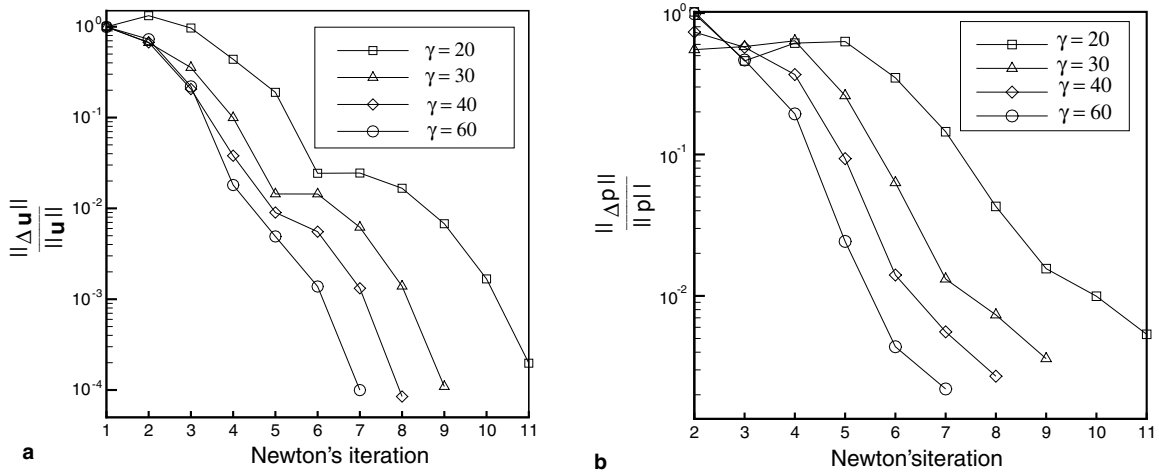 10⁰
10⁻¹
10⁻²
10⁻³
10⁻⁴
||Δu||
||u||
γ = 20
γ = 30
γ = 40
γ = 60
1 2 3 4 5 6 7 8 9 10 11
Newton's iteration
a
10⁰
10⁻¹
10⁻²
||Δp||
||p||
γ = 20
γ = 30
γ = 40
γ = 60
2 3 4 5 6 7 8 9 10 11
Newton'siteration
b